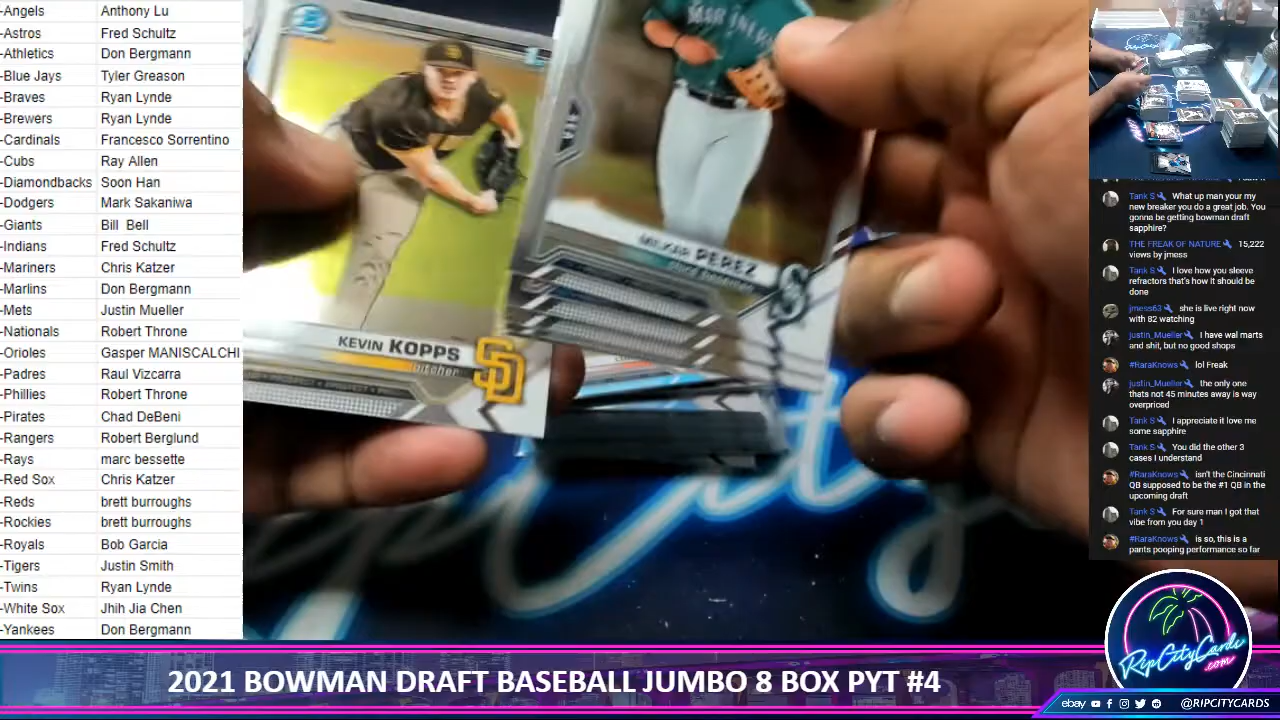 -Angels Anthony Lu
-Astros Fred Schultz
-Athletics Don Bergmann
-Blue Jays Tyler Greason
-Braves Ryan Lynde
-Brewers Ryan Lynde
-Cardinals Francesco Sorrentino
-Cubs Ray Allen
-Diamondbacks Soon Han
-Dodgers Mark Sakaniwa
-Giants Bill Bell
-Indians Fred Schultz
-Mariners Chris Katzer
-Marlins Don Bergmann
-Mets Justin Mueller
-Nationals Robert Throne
-Orioles Gasper MANISCALCHI
-Padres Raul Vizcarra
-Phillies Robert Throne
-Pirates Chad DeBeni
-Rangers Robert Berglund
-Rays marc bessette
-Red Sox Chris Katzer
-Reds brett burroughs
-Rockies brett burroughs
-Royals Bob Garcia
-Tigers Justin Smith
-Twins Ryan Lynde
-White Sox Jhih Jia Chen
-Yankees Don Bergmann
MARINERS
PEREZ
KEVIN KOPPS
pitcher
SD
Tank S What up man your my
new breaker you do a great job. You
gonna be getting bowman draft
sapphire?
THE FREAK OF NATURE 15,222
views by jmess
Tank S I love how you sleeve
refractors that's how it should be
done
jmess63 she is live right now
with 82 watching
justin_Mueller I have wal marts
and shit, but no good shops
#RaraKnows lol Freak
justin_Mueller the only one
thats not 45 minutes away is way
overpriced
Tank S I appreciate it love me
some sapphire
Tank S You did the other 3
cases I understand
#RaraKnows isn't the Cincinnati
QB supposed to be the #1 QB in the
upcoming draft
Tank S For sure man I got that
vibe from you day 1
#RaraKnows is so, this is a
pants pooping performance so far
RipCityCards
.com
2021 BOWMAN DRAFT BASEBALL JUMBO 8 BOX PYT #4
ebay @RIPCITYCARDS